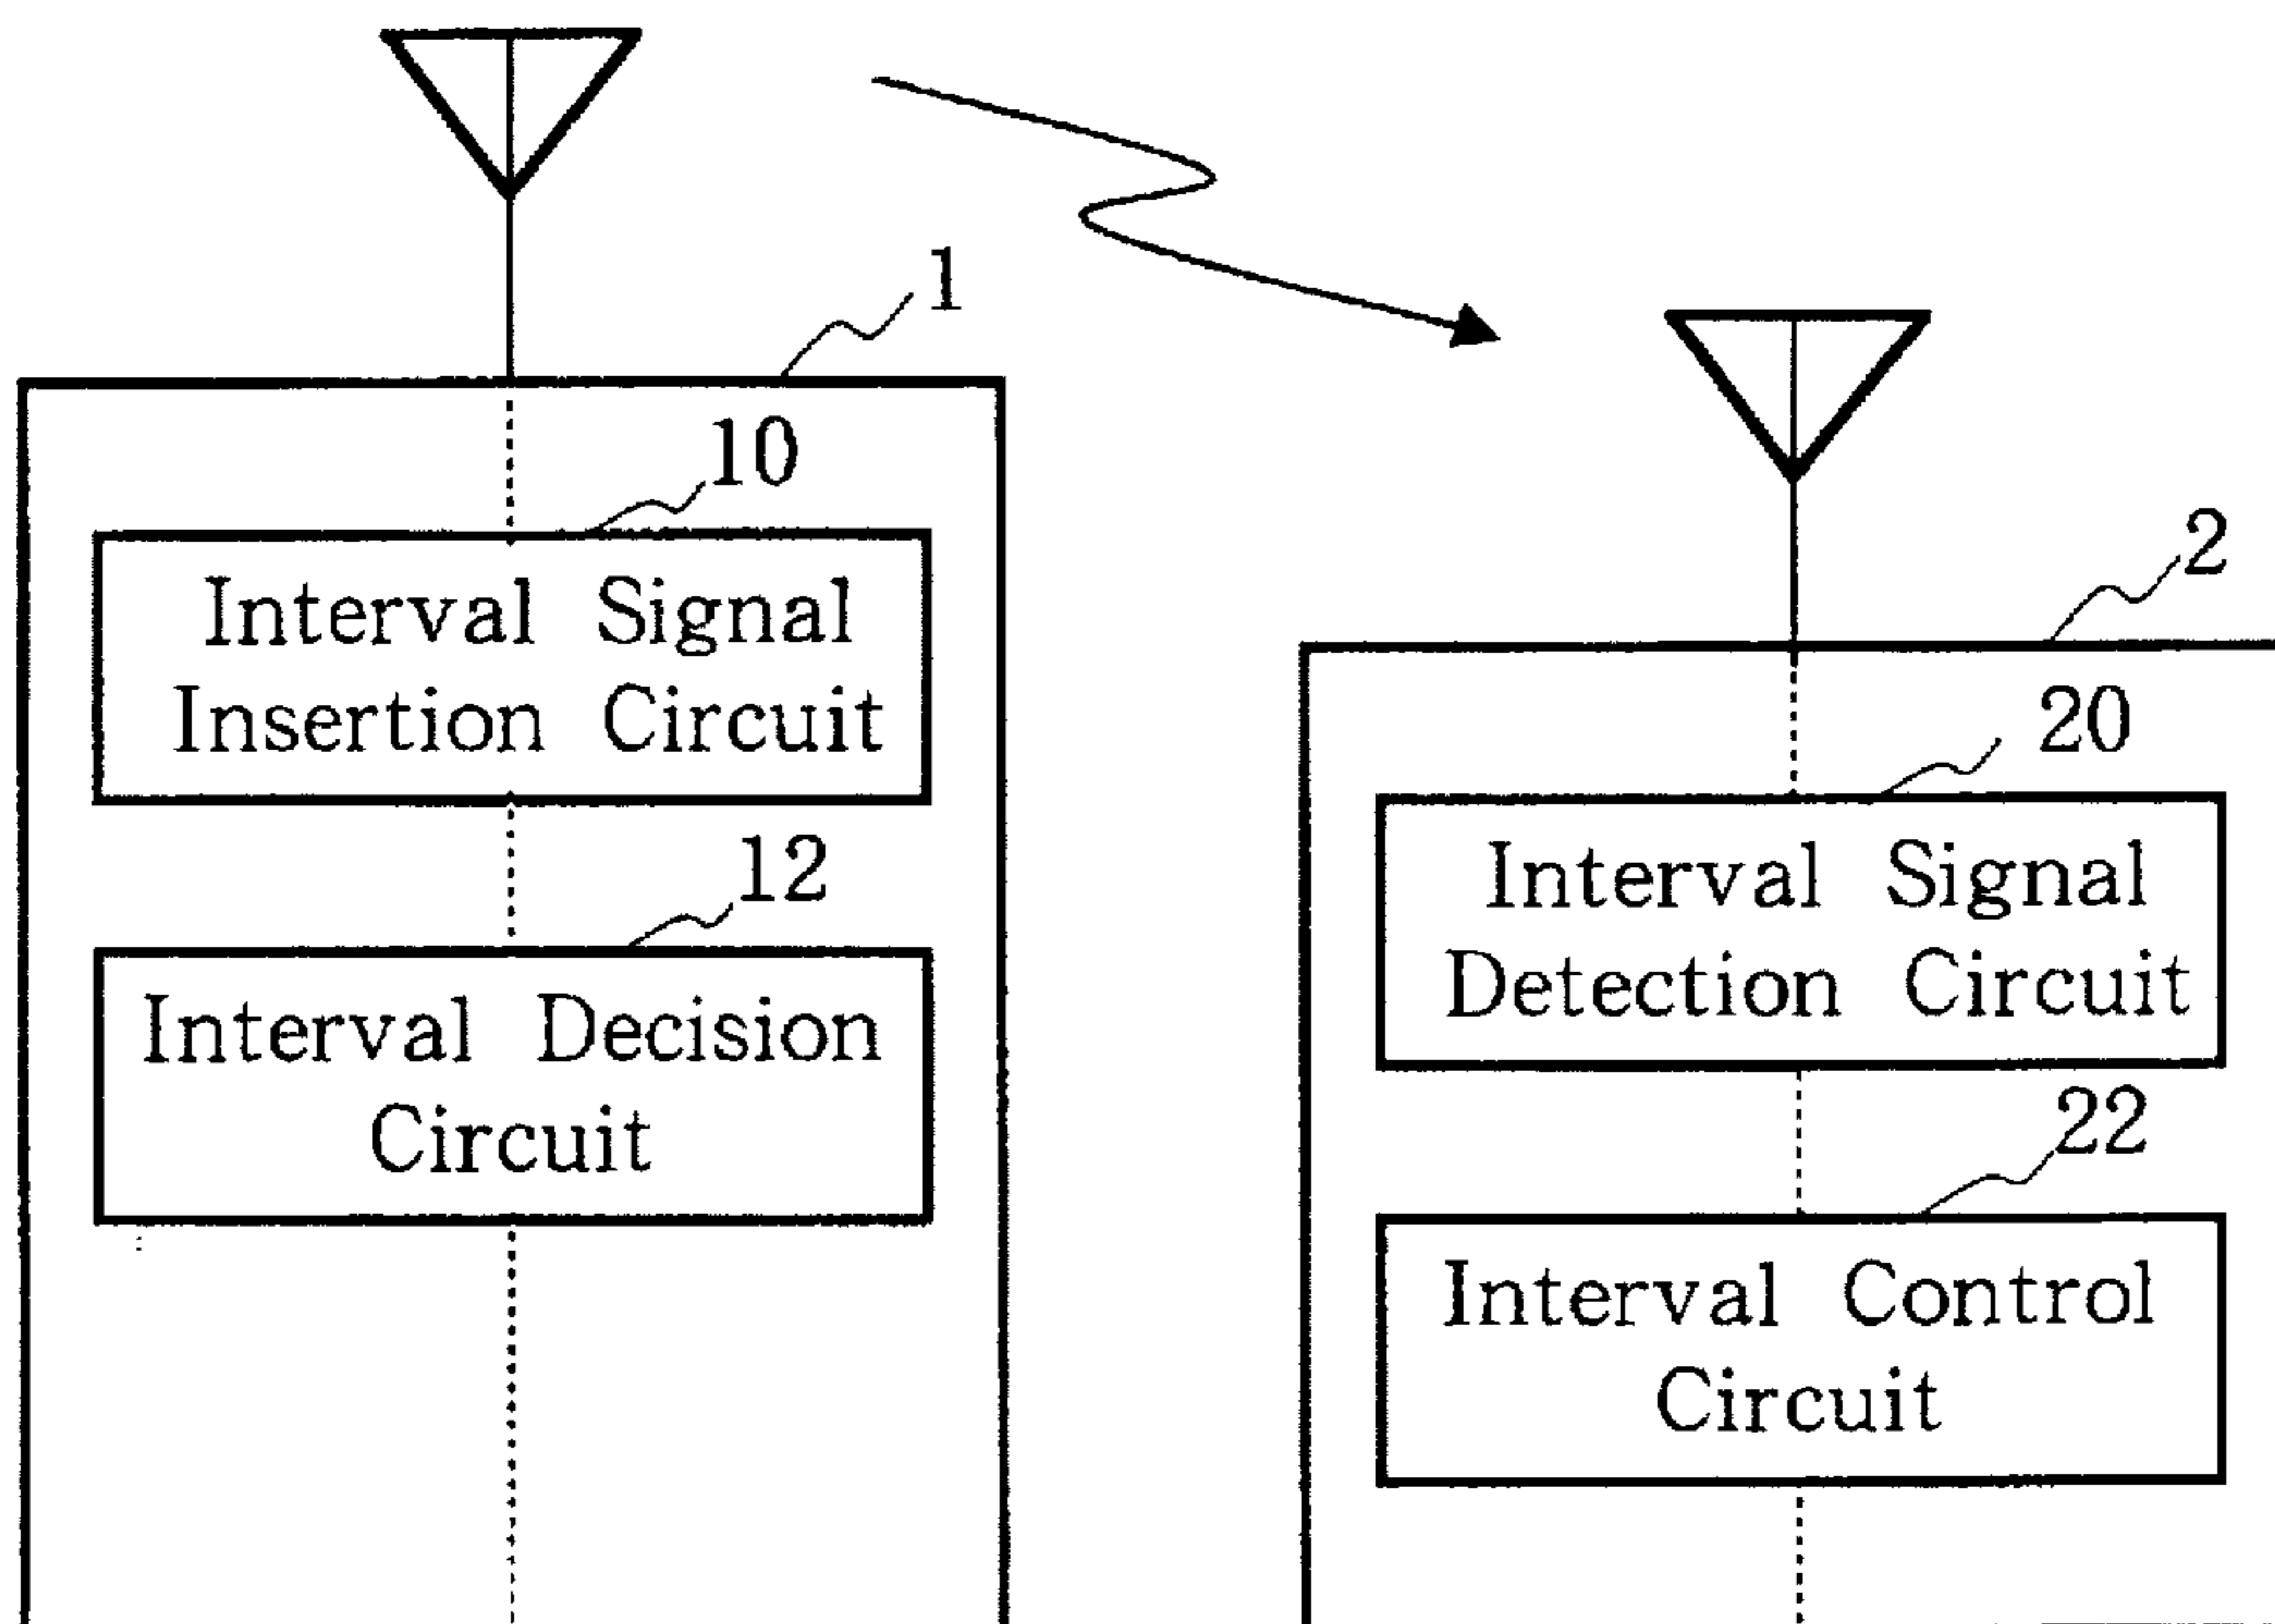 1
10
Interval Signal
Insertion Circuit
12
Interval Decision
Circuit
2
20
Interval Signal
Detection Circuit
22
Interval Control
Circuit